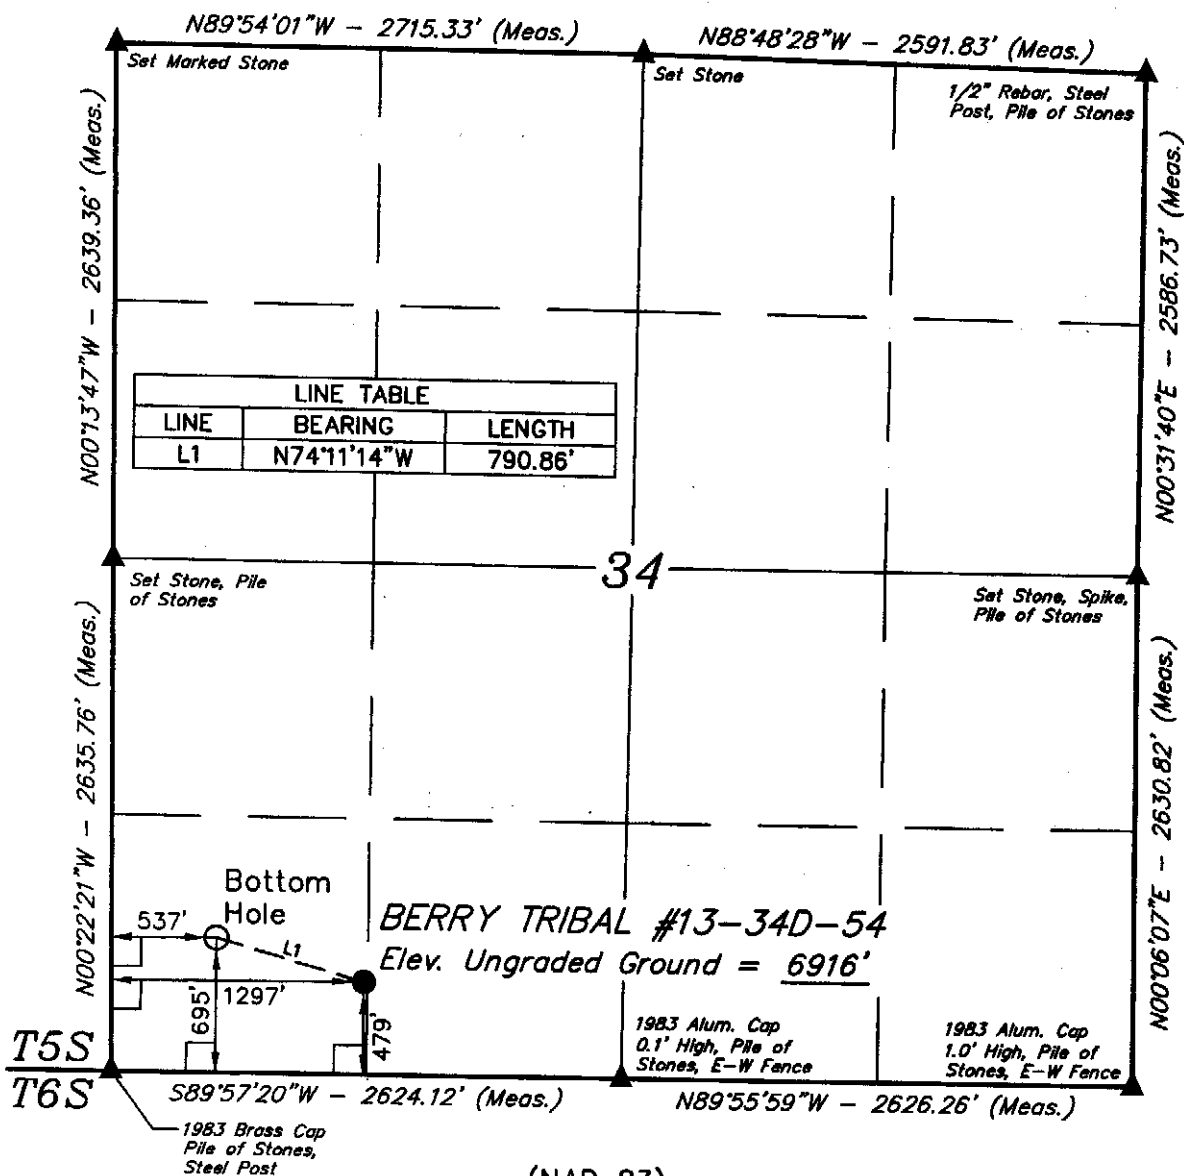 N89°54'01"W - 2715.33' (Meas.)
N88°48'28"W - 2591.83' (Meas.)
Set Marked Stone
Set Stone
1/2" Rebar, Steel
Post, Pile of Stones
N00°13'47"W - 2639.36' (Meas.)
N00°31'40"E - 2586.73' (Meas.)
LINE TABLE
LINE BEARING LENGTH
L1 N74°11'14"W 790.86'
34
Set Stone, Pile
of Stones
Set Stone, Spike,
Pile of Stones
N00°22'21"W - 2635.76' (Meas.)
N00°06'07"E - 2630.82' (Meas.)
Bottom
Hole
537'
L1
BERRY TRIBAL #13-34D-54
Elev. Ungraded Ground = 6916'
1297'
695'
479'
1983 Alum. Cap
0.1' High, Pile of
Stones, E-W Fence
1983 Alum. Cap
1.0' High, Pile of
Stones, E-W Fence
T5S
T6S
S89°57'20"W - 2624.12' (Meas.)
N89°55'59"W - 2626.26' (Meas.)
1983 Brass Cap
Pile of Stones,
Steel Post